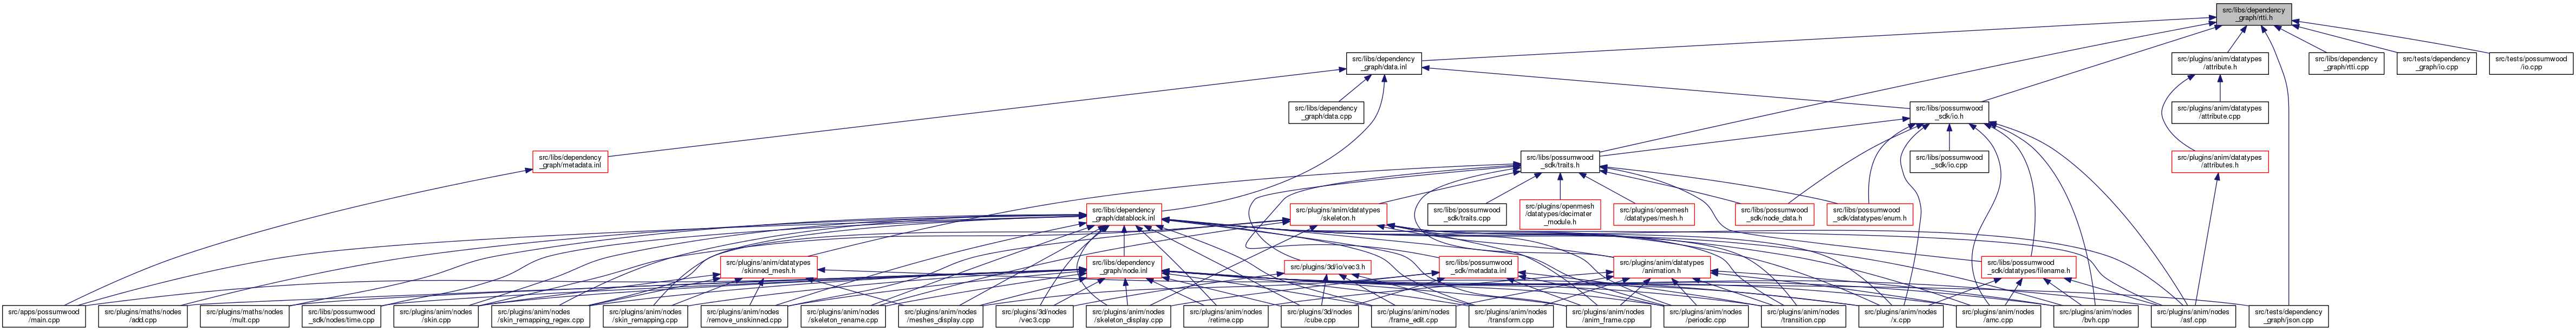 src/libs/dependency
_graph/rtti.h
src/libs/dependency
_graph/data.inl
src/plugins/anim/datatypes
/attribute.h
src/libs/dependency
_graph/rtti.cpp
src/tests/dependency
_graph/io.cpp
src/tests/possumwood
/io.cpp
src/libs/dependency
_graph/data.cpp
src/libs/possumwood
_sdk/io.h
src/plugins/anim/datatypes
/attribute.cpp
src/libs/dependency
_graph/metadata.inl
src/libs/possumwood
_sdk/traits.h
src/libs/possumwood
_sdk/io.cpp
src/plugins/anim/datatypes
/attributes.h
src/libs/dependency
_graph/datablock.inl
src/plugins/anim/datatypes
/skeleton.h
src/libs/possumwood
_sdk/traits.cpp
src/plugins/openmesh
/datatypes/decimater
_module.h
src/plugins/openmesh
/datatypes/mesh.h
src/libs/possumwood
_sdk/node_data.h
src/libs/possumwood
_sdk/datatypes/enum.h
src/plugins/anim/datatypes
/skinned_mesh.h
src/libs/dependency
_graph/node.inl
src/plugins/3d/io/vec3.h
src/libs/possumwood
_sdk/metadata.inl
src/plugins/anim/datatypes
/animation.h
src/libs/possumwood
_sdk/datatypes/filename.h
src/apps/possumwood
/main.cpp
src/plugins/maths/nodes
/add.cpp
src/plugins/maths/nodes
/mult.cpp
src/libs/possumwood
_sdk/nodes/time.cpp
src/plugins/anim/nodes
/skin.cpp
src/plugins/anim/nodes
/skin_remapping_regex.cpp
src/plugins/anim/nodes
/skin_remapping.cpp
src/plugins/anim/nodes
/remove_unskinned.cpp
src/plugins/anim/nodes
/skeleton_rename.cpp
src/plugins/anim/nodes
/meshes_display.cpp
src/plugins/3d/nodes
/vec3.cpp
src/plugins/anim/nodes
/skeleton_display.cpp
src/plugins/anim/nodes
/retime.cpp
src/plugins/3d/nodes
/cube.cpp
src/plugins/anim/nodes
/frame_edit.cpp
src/plugins/anim/nodes
/transform.cpp
src/plugins/anim/nodes
/anim_frame.cpp
src/plugins/anim/nodes
/periodic.cpp
src/plugins/anim/nodes
/transition.cpp
src/plugins/anim/nodes
/x.cpp
src/plugins/anim/nodes
/amc.cpp
src/plugins/anim/nodes
/bvh.cpp
src/plugins/anim/nodes
/asf.cpp
src/tests/dependency
_graph/json.cpp